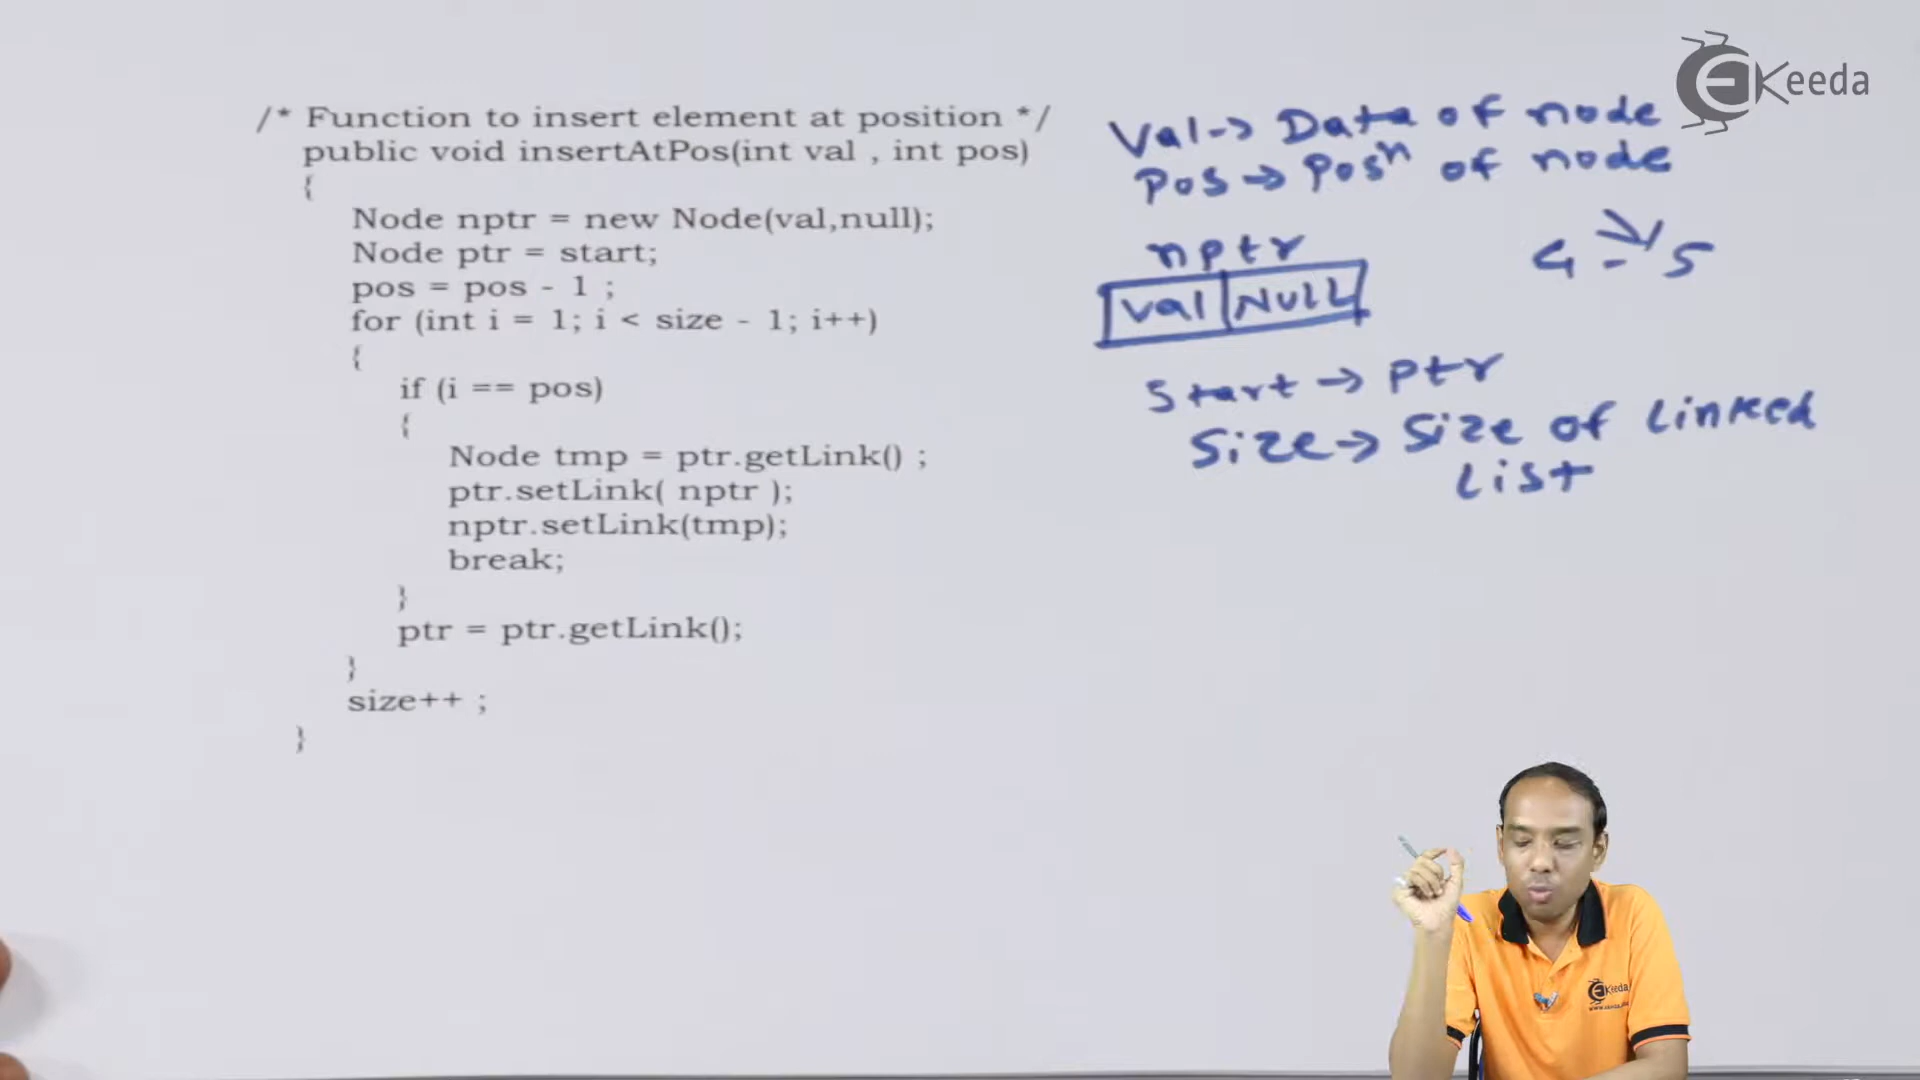 EKeeda
/* Function to insert element at position */
public void insertAtPos(int val , int pos)
{
Node nptr = new Node(val,null);
Node ptr = start;
pos = pos - 1 ;
for (int i = 1; i < size - 1; i++)
{
if (i == pos)
{
Node tmp = ptr.getLink() ;
ptr.setLink( nptr );
nptr.setLink(tmp);
break;
}
ptr = ptr.getLink();
}
size++ ;
}
Val -> Data of node
Pos -> Posn of node
nptr
val NULL
4 - 5
Start -> ptr
Size -> Size of Linked
List
EKeeda